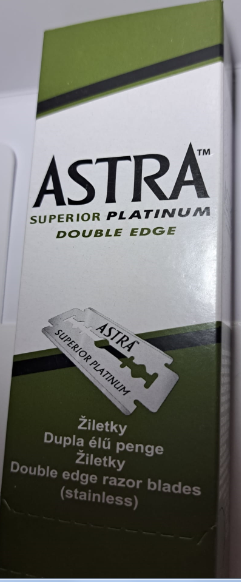 ASTRA™
SUPERIOR PLATINUM
DOUBLE EDGE
ASTRA
SUPERIOR PLATINUM
Žiletky
Dupla élű penge
Žiletky
Double edge razor blades
(stainless)